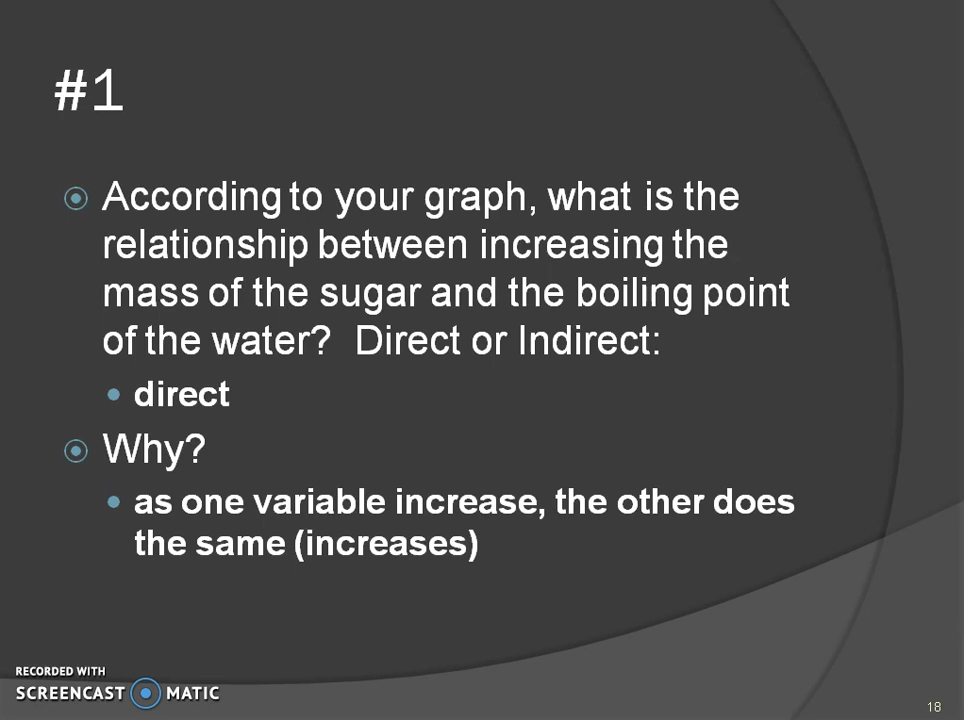 #1
According to your graph, what is the
relationship between increasing the
mass of the sugar and the boiling point
of the water?  Direct or Indirect:
direct
Why?
as one variable increase, the other does
the same (increases)
RECORDED WITH
SCREENCAST MATIC
18